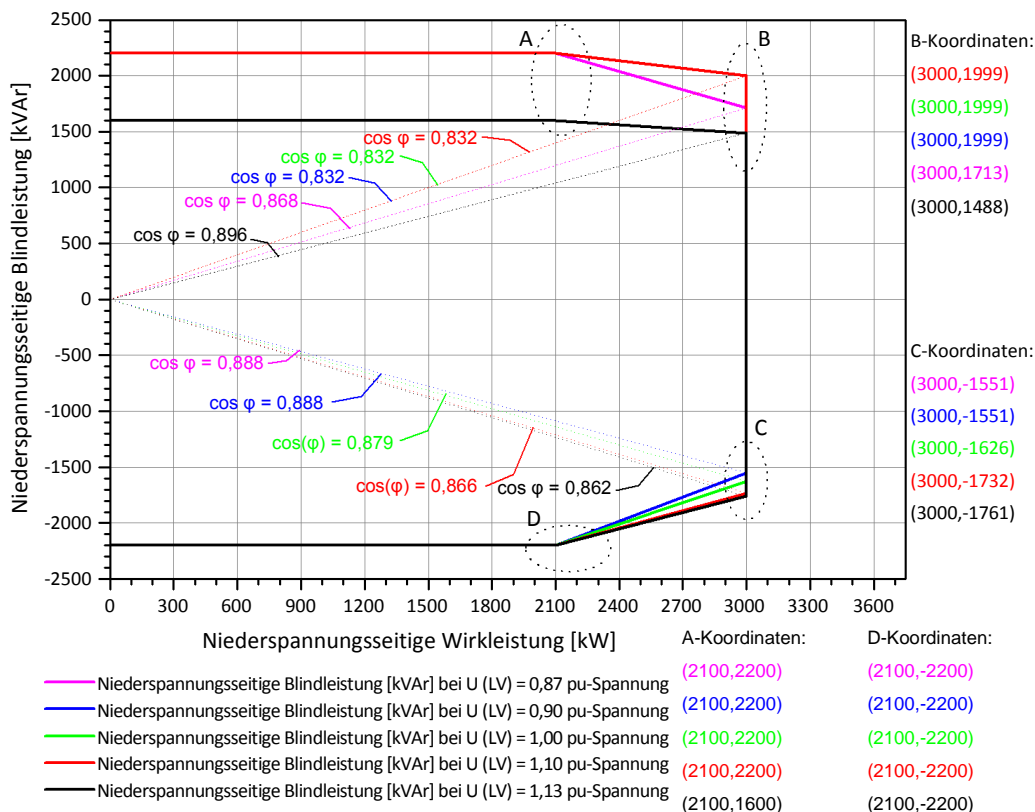 Niederspannungsseitige Blindleistung [kVAr]
2500
2000
1500
1000
500
0
-500
-1000
-1500
-2000
-2500
A
B
cos φ = 0,832
cos φ = 0,832
cos φ = 0,832
cos φ = 0,868
cos φ = 0,896
cos φ = 0,888
cos φ = 0,888
cos(φ) = 0,879
cos(φ) = 0,866
cos φ = 0,862
C
D
0 300 600 900 1200 1500 1800 2100 2400 2700 3000 3300 3600
Niederspannungsseitige Wirkleistung [kW]
B-Koordinaten:
(3000,1999)
(3000,1999)
(3000,1999)
(3000,1713)
(3000,1488)
C-Koordinaten:
(3000,-1551)
(3000,-1551)
(3000,-1626)
(3000,-1732)
(3000,-1761)
Niederspannungsseitige Blindleistung [kVAr] bei U (LV) = 0,87 pu-Spannung
Niederspannungsseitige Blindleistung [kVAr] bei U (LV) = 0,90 pu-Spannung
Niederspannungsseitige Blindleistung [kVAr] bei U (LV) = 1,00 pu-Spannung
Niederspannungsseitige Blindleistung [kVAr] bei U (LV) = 1,10 pu-Spannung
Niederspannungsseitige Blindleistung [kVAr] bei U (LV) = 1,13 pu-Spannung
A-Koordinaten:
(2100,2200)
(2100,2200)
(2100,2200)
(2100,2200)
(2100,1600)
D-Koordinaten:
(2100,-2200)
(2100,-2200)
(2100,-2200)
(2100,-2200)
(2100,-2200)